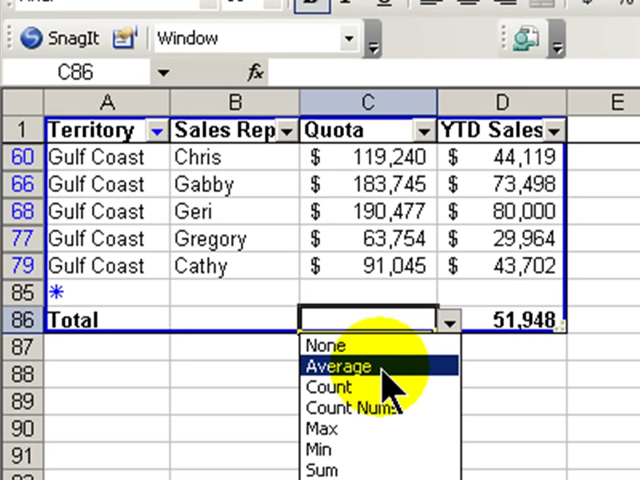 SnagIt Window
C86 fx
A B C D E
1 Territory Sales Rep Quota YTD Sales
60 Gulf Coast Chris $ 119,240 $ 44,119
66 Gulf Coast Gabby $ 183,745 $ 73,498
68 Gulf Coast Geri $ 190,477 $ 80,000
77 Gulf Coast Gregory $ 63,754 $ 29,964
79 Gulf Coast Cathy $ 91,045 $ 43,702
85 *
86 Total 51,948
87 None
88 Average
Count
89 Count Nums
90 Max
91 Min
Sum